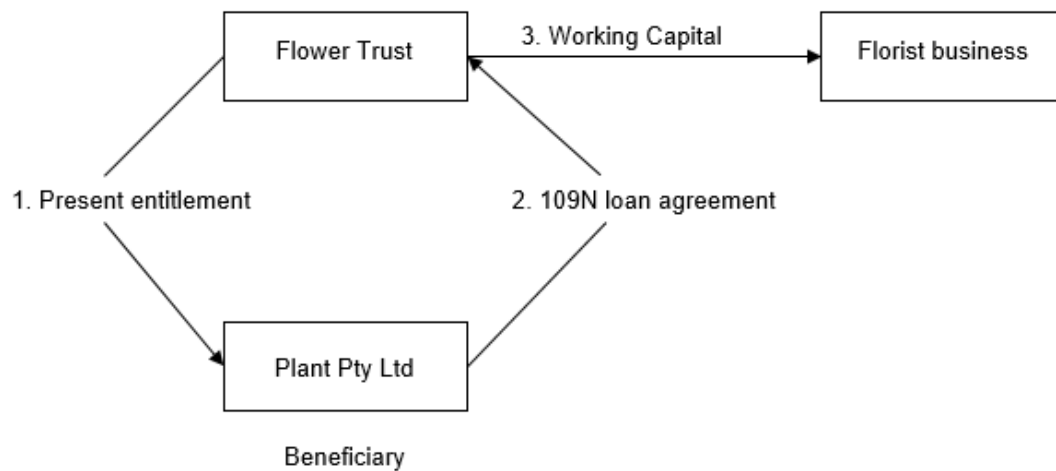 Flower Trust
3. Working Capital
Florist business
1. Present entitlement
2. 109N loan agreement
Plant Pty Ltd
Beneficiary